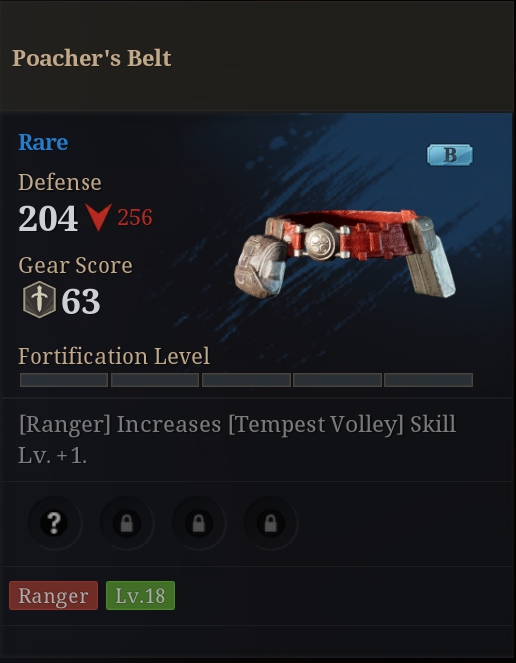 Poacher's Belt
Rare
B
Defense
204 256
Gear Score
63
Fortification Level
[Ranger] Increases [Tempest Volley] Skill
Lv. +1.
?
Ranger Lv.18